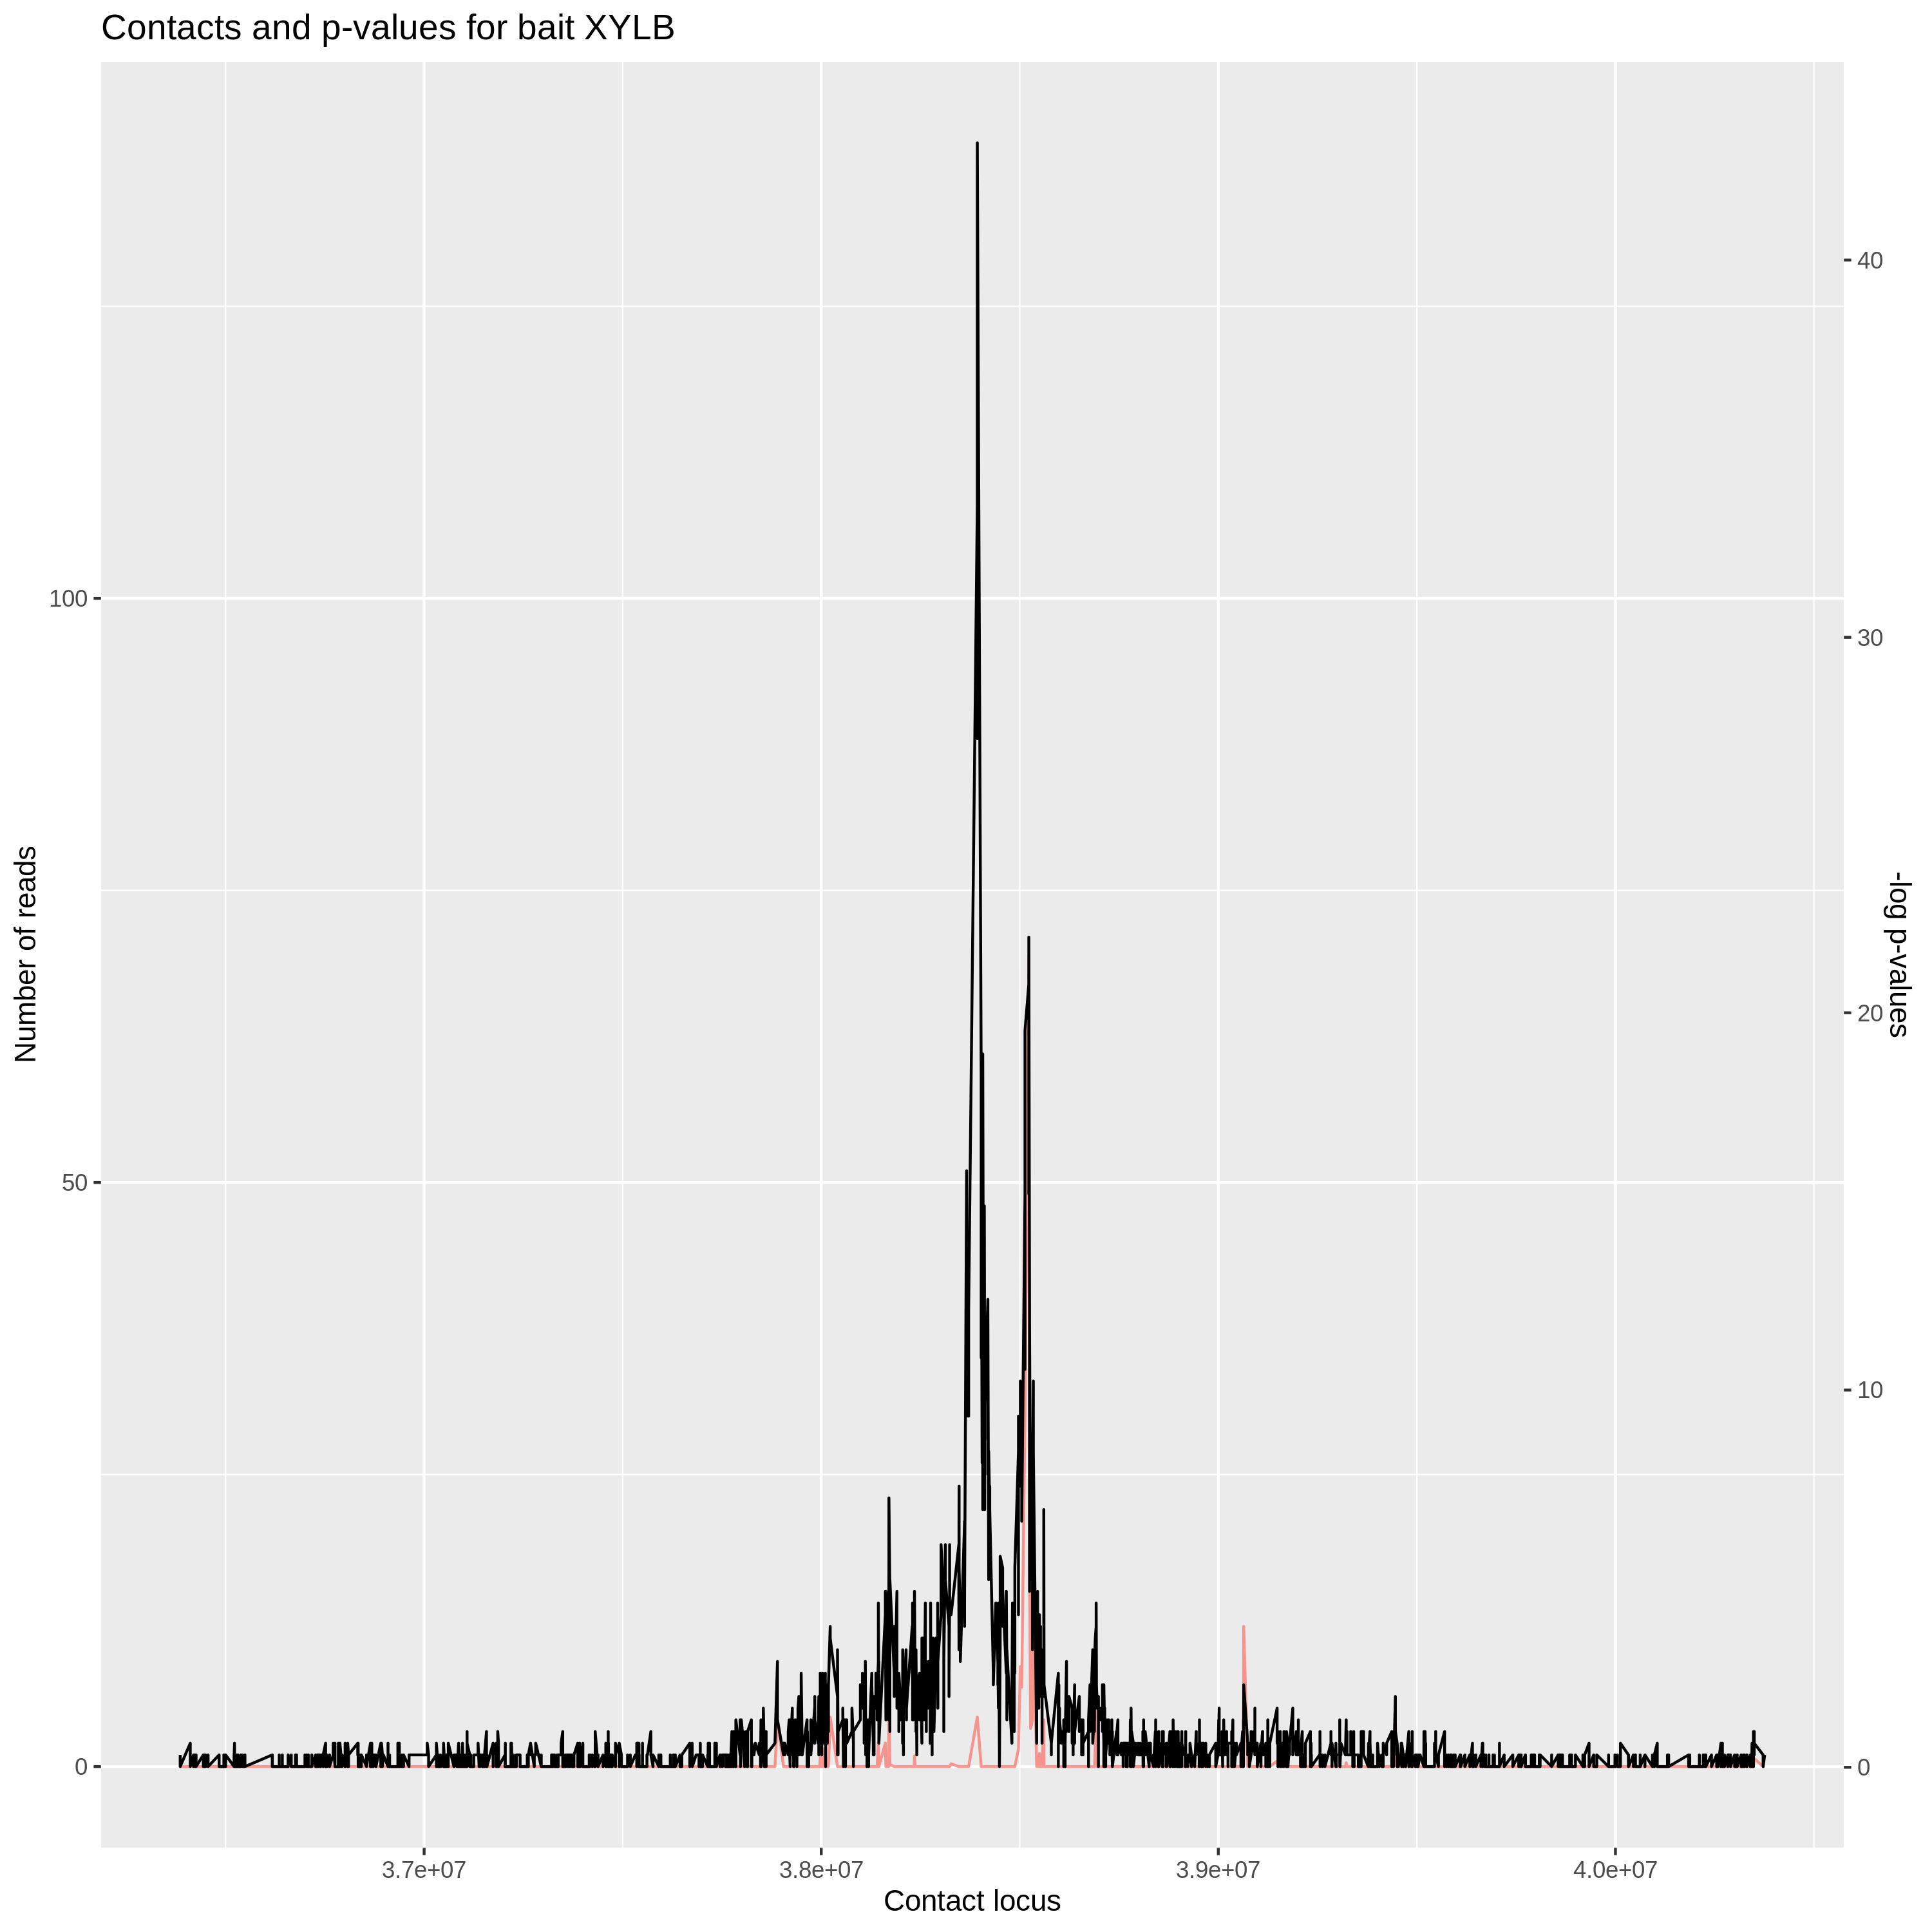 Contacts and p-values for bait XYLB
Number of reads
100
50
0
40
30
20
10
0
-log p-values
3.7e+07 3.8e+07 3.9e+07 4.0e+07
Contact locus